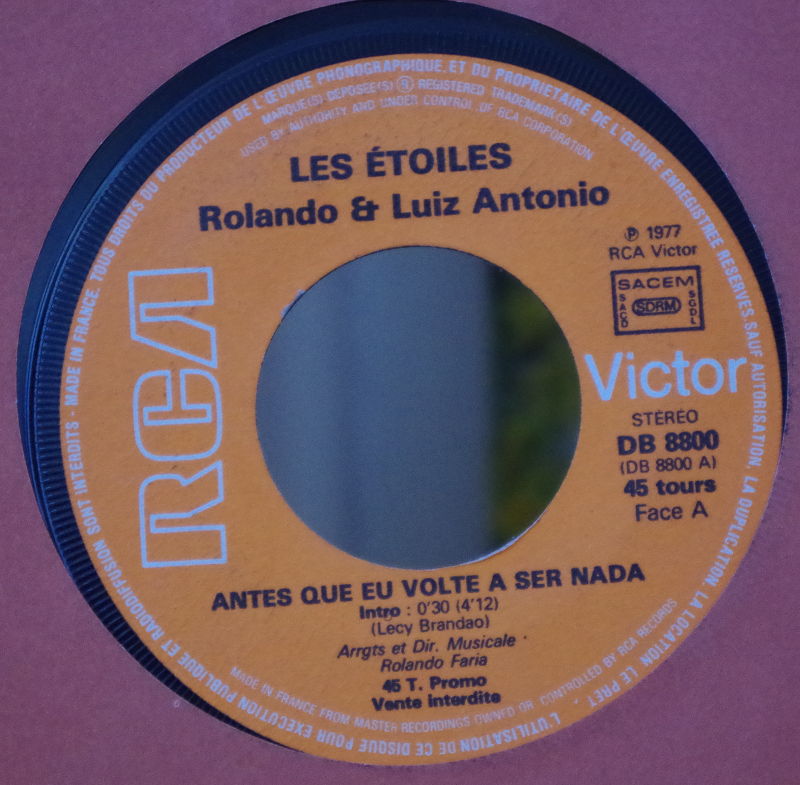 MADE IN FRANCE. TOUS DROITS DU PRODUCTEUR DE L'ŒUVRE PHONOGRAPHIQUE ET DU PROPRIETAIRE DE L'ŒUVRE ENREGISTREE RESERVES. SAUF AUTORISATION, LA DUPLICATION, LA LOCATION, LE PRET, L'UTILISATION DE CE DISQUE POUR EXECUTION PUBLIQUE ET RADIODIFFUSION SONT INTERDITS -
MARQUE(S) DEPOSEE(S) ® REGISTERED TRADEMARK(S)
USED BY AUTHORITY AND UNDER CONTROL OF RCA CORPORATION
LES ÉTOILES
Rolando & Luiz Antonio
℗ 1977
RCA Victor
SACEM
SACD
SDRM
SGDL
RCA
Victor
STÉRÉO
DB 8800
(DB 8800 A)
45 tours
Face A
ANTES QUE EU VOLTE A SER NADA
Intro : 0'30 (4'12)
(Lecy Brandao)
Arrgts et Dir. Musicale
Rolando Faria
45 T. Promo
Vente interdite
MADE IN FRANCE FROM MASTER RECORDINGS OWNED OR CONTROLLED BY RCA RECORDS